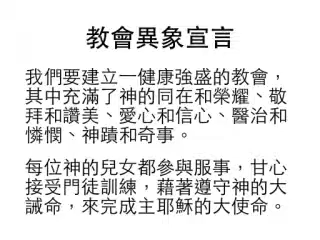 教會異象宣言
我們要建立一健康強盛的教會，
其中充滿了神的同在和榮耀、敬
拜和讚美、愛心和信心、醫治和
憐憫、神蹟和奇事。
每位神的兒女都參與服事，甘心
接受門徒訓練，藉著遵守神的大
誡命，來完成主耶穌的大使命。